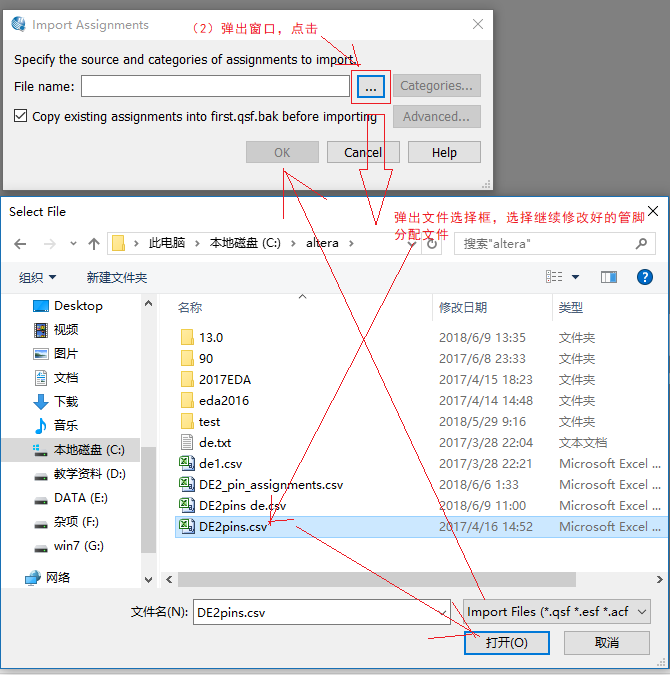 Import Assignments
（2）弹出窗口，点击
Specify the source and categories of assignments to import.
File name:
...
Categories...
Copy existing assignments into first.qsf.bak before importing
Advanced...
OK
Cancel
Help
Select File
弹出文件选择框，选择继续修改好的管脚
分配文件
此电脑 › 本地磁盘 (C:) › altera ›
搜索"altera"
组织
新建文件夹
?
Desktop
视频
图片
文档
下载
音乐
本地磁盘 (C:)
教学资料 (D:)
DATA (E:)
杂项 (F:)
win7 (G:)
网络
名称 修改日期 类型
13.0 2018/6/9 13:35 文件夹
90 2017/6/8 23:33 文件夹
2017EDA 2017/4/15 18:23 文件夹
eda2016 2017/4/14 14:48 文件夹
test 2018/5/29 9:16 文件夹
de.txt 2017/3/28 22:04 文本文档
de1.csv 2017/3/28 22:21 Microsoft Excel ...
DE2_pin_assignments.csv 2018/6/6 1:33 Microsoft Excel ...
DE2pins de.csv 2018/6/9 11:00 Microsoft Excel ...
DE2pins.csv 2017/4/16 14:52 Microsoft Excel ...
文件名(N):
DE2pins.csv
Import Files (*.qsf *.esf *.acf
打开(O)
取消